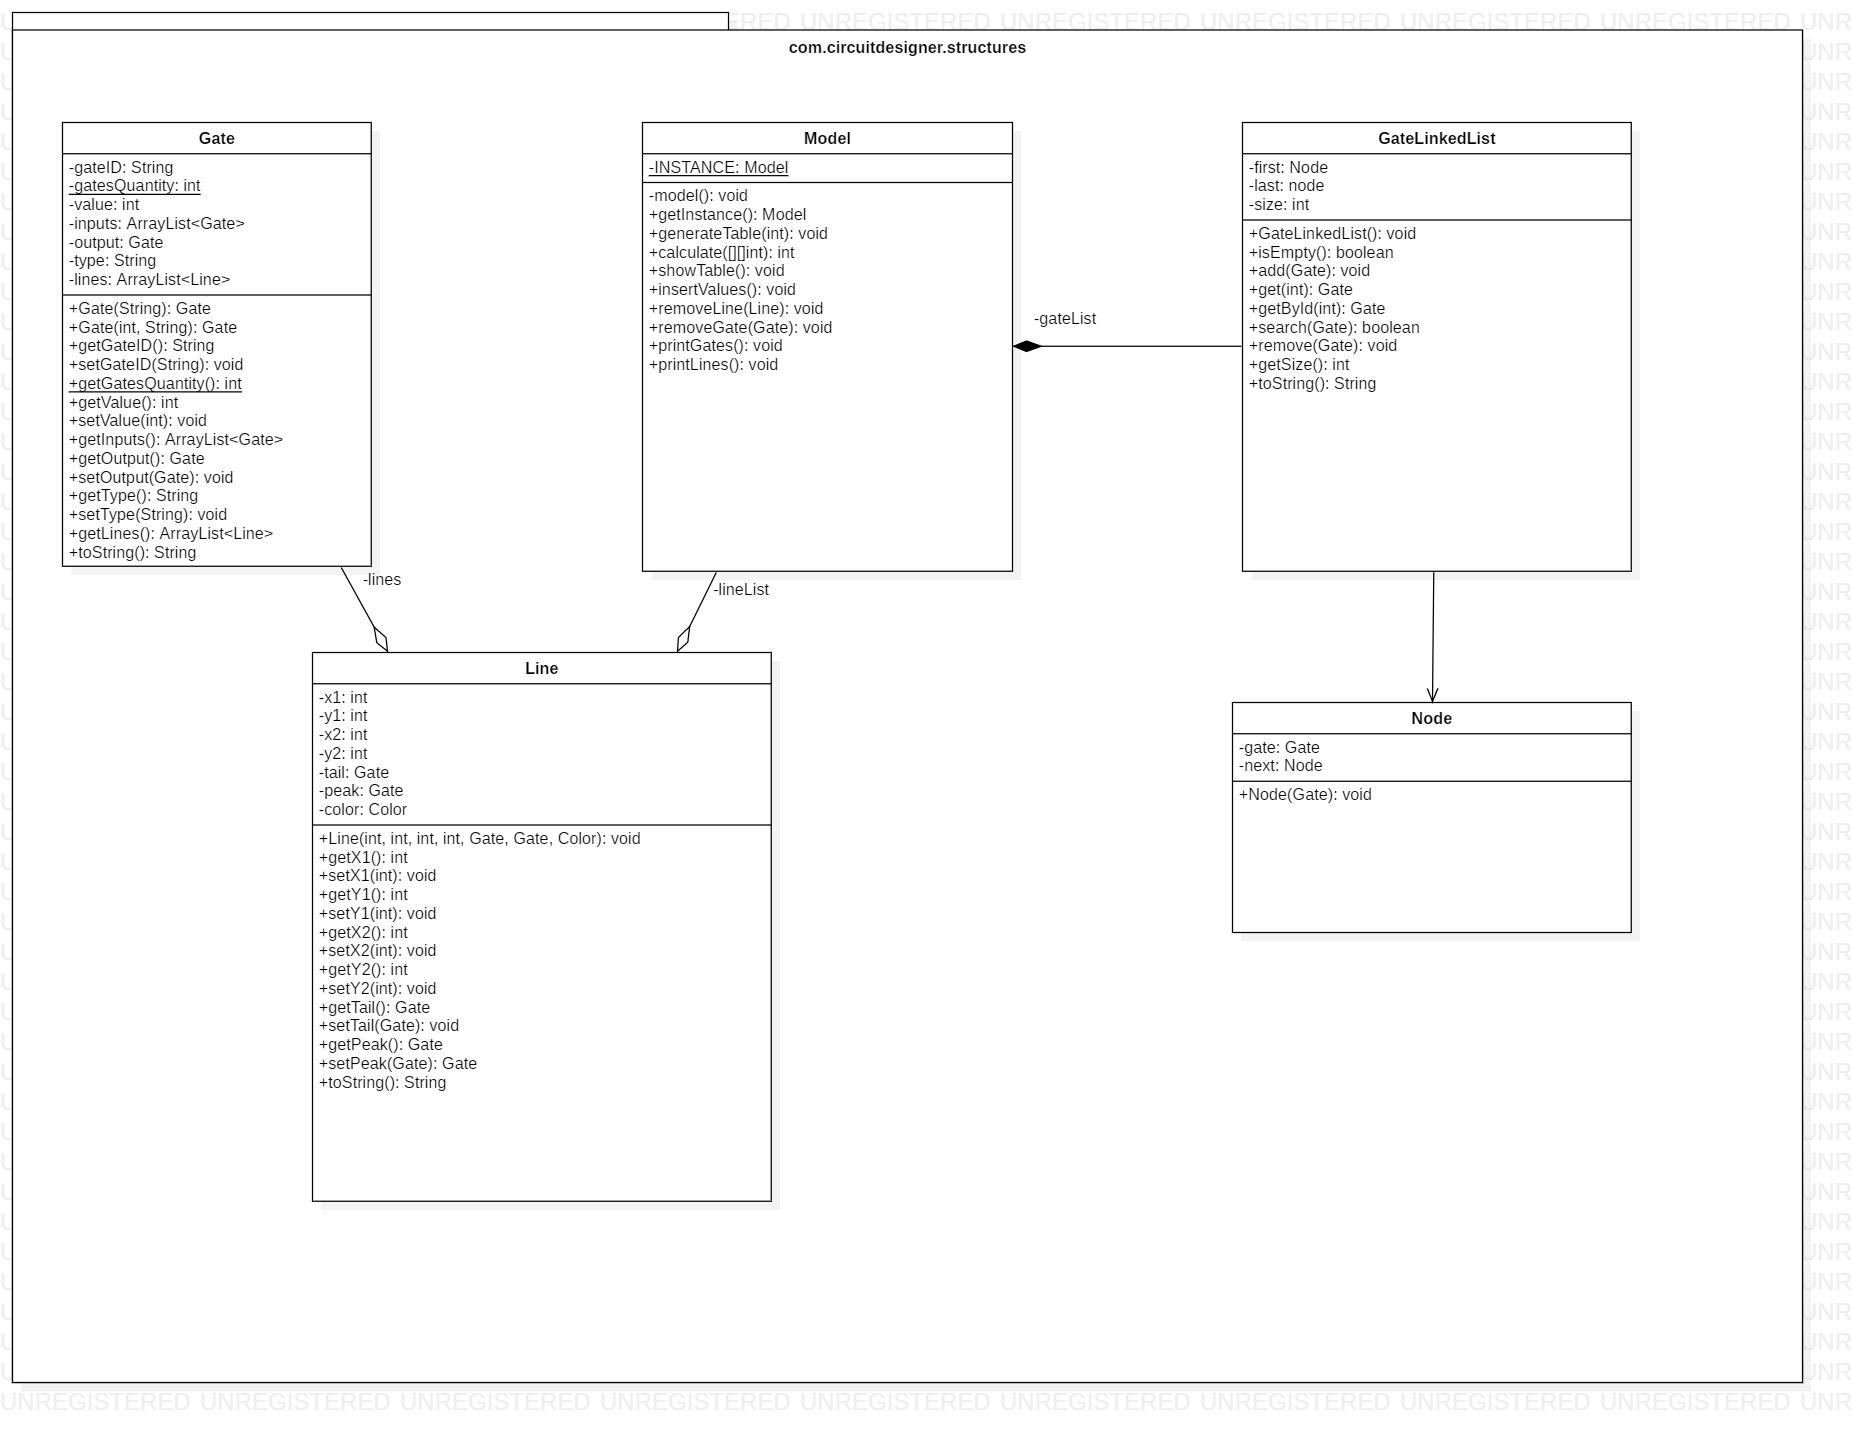 com.circuitdesigner.structures
Gate
-gateID: String
-gatesQuantity: int
-value: int
-inputs: ArrayList<Gate>
-output: Gate
-type: String
-lines: ArrayList<Line>
+Gate(String): Gate
+Gate(int, String): Gate
+getGateID(): String
+setGateID(String): void
+getGatesQuantity(): int
+getValue(): int
+setValue(int): void
+getInputs(): ArrayList<Gate>
+getOutput(): Gate
+setOutput(Gate): void
+getType(): String
+setType(String): void
+getLines(): ArrayList<Line>
+toString(): String
Model
-INSTANCE: Model
-model(): void
+getInstance(): Model
+generateTable(int): void
+calculate([][]int): int
+showTable(): void
+insertValues(): void
+removeLine(Line): void
+removeGate(Gate): void
+printGates(): void
+printLines(): void
-gateList
GateLinkedList
-first: Node
-last: node
-size: int
+GateLinkedList(): void
+isEmpty(): boolean
+add(Gate): void
+get(int): Gate
+getById(int): Gate
+search(Gate): boolean
+remove(Gate): void
+getSize(): int
+toString(): String
-lines
-lineList
Line
-x1: int
-y1: int
-x2: int
-y2: int
-tail: Gate
-peak: Gate
-color: Color
+Line(int, int, int, int, Gate, Gate, Color): void
+getX1(): int
+setX1(int): void
+getY1(): int
+setY1(int): void
+getX2(): int
+setX2(int): void
+getY2(): int
+setY2(int): void
+getTail(): Gate
+setTail(Gate): void
+getPeak(): Gate
+setPeak(Gate): Gate
+toString(): String
Node
-gate: Gate
-next: Node
+Node(Gate): void
UNREGISTERED UNREGISTERED UNREGISTERED UNREGISTERED UNREGISTERED UNREGISTERED UNREGISTERED UNREGISTERED UNREGISTERED UNR